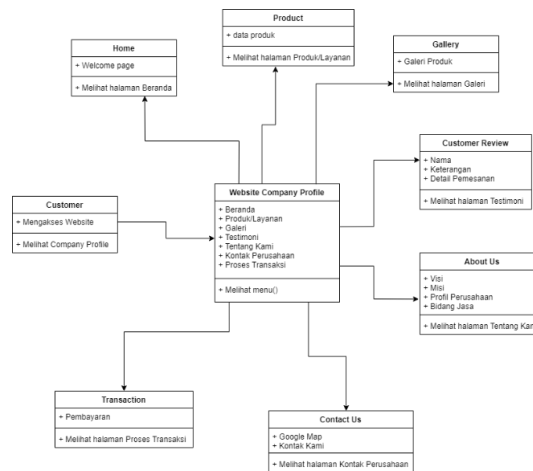 Product
+ data produk
+ Melihat halaman Produk/Layanan
Home
+ Welcome page
+ Melihat halaman Beranda
Gallery
+ Galeri Produk
+ Melihat halaman Galeri
Customer Review
+ Nama
+ Keterangan
+ Detail Pemesanan
+ Melihat halaman Testimoni
Customer
+ Mengakses Website
+ Melihat Company Profile
Website Company Profile
+ Beranda
+ Produk/Layanan
+ Galeri
+ Testimoni
+ Tentang Kami
+ Kontak Perusahaan
+ Proses Transaksi
+ Melihat menu()
About Us
+ Visi
+ Misi
+ Profil Perusahaan
+ Bidang Jasa
+ Melihat halaman Tentang Kam
Transaction
+ Pembayaran
+ Melihat halaman Proses Transaksi
Contact Us
+ Google Map
+ Kontak Kami
+ Melihat halaman Kontak Perusahaan